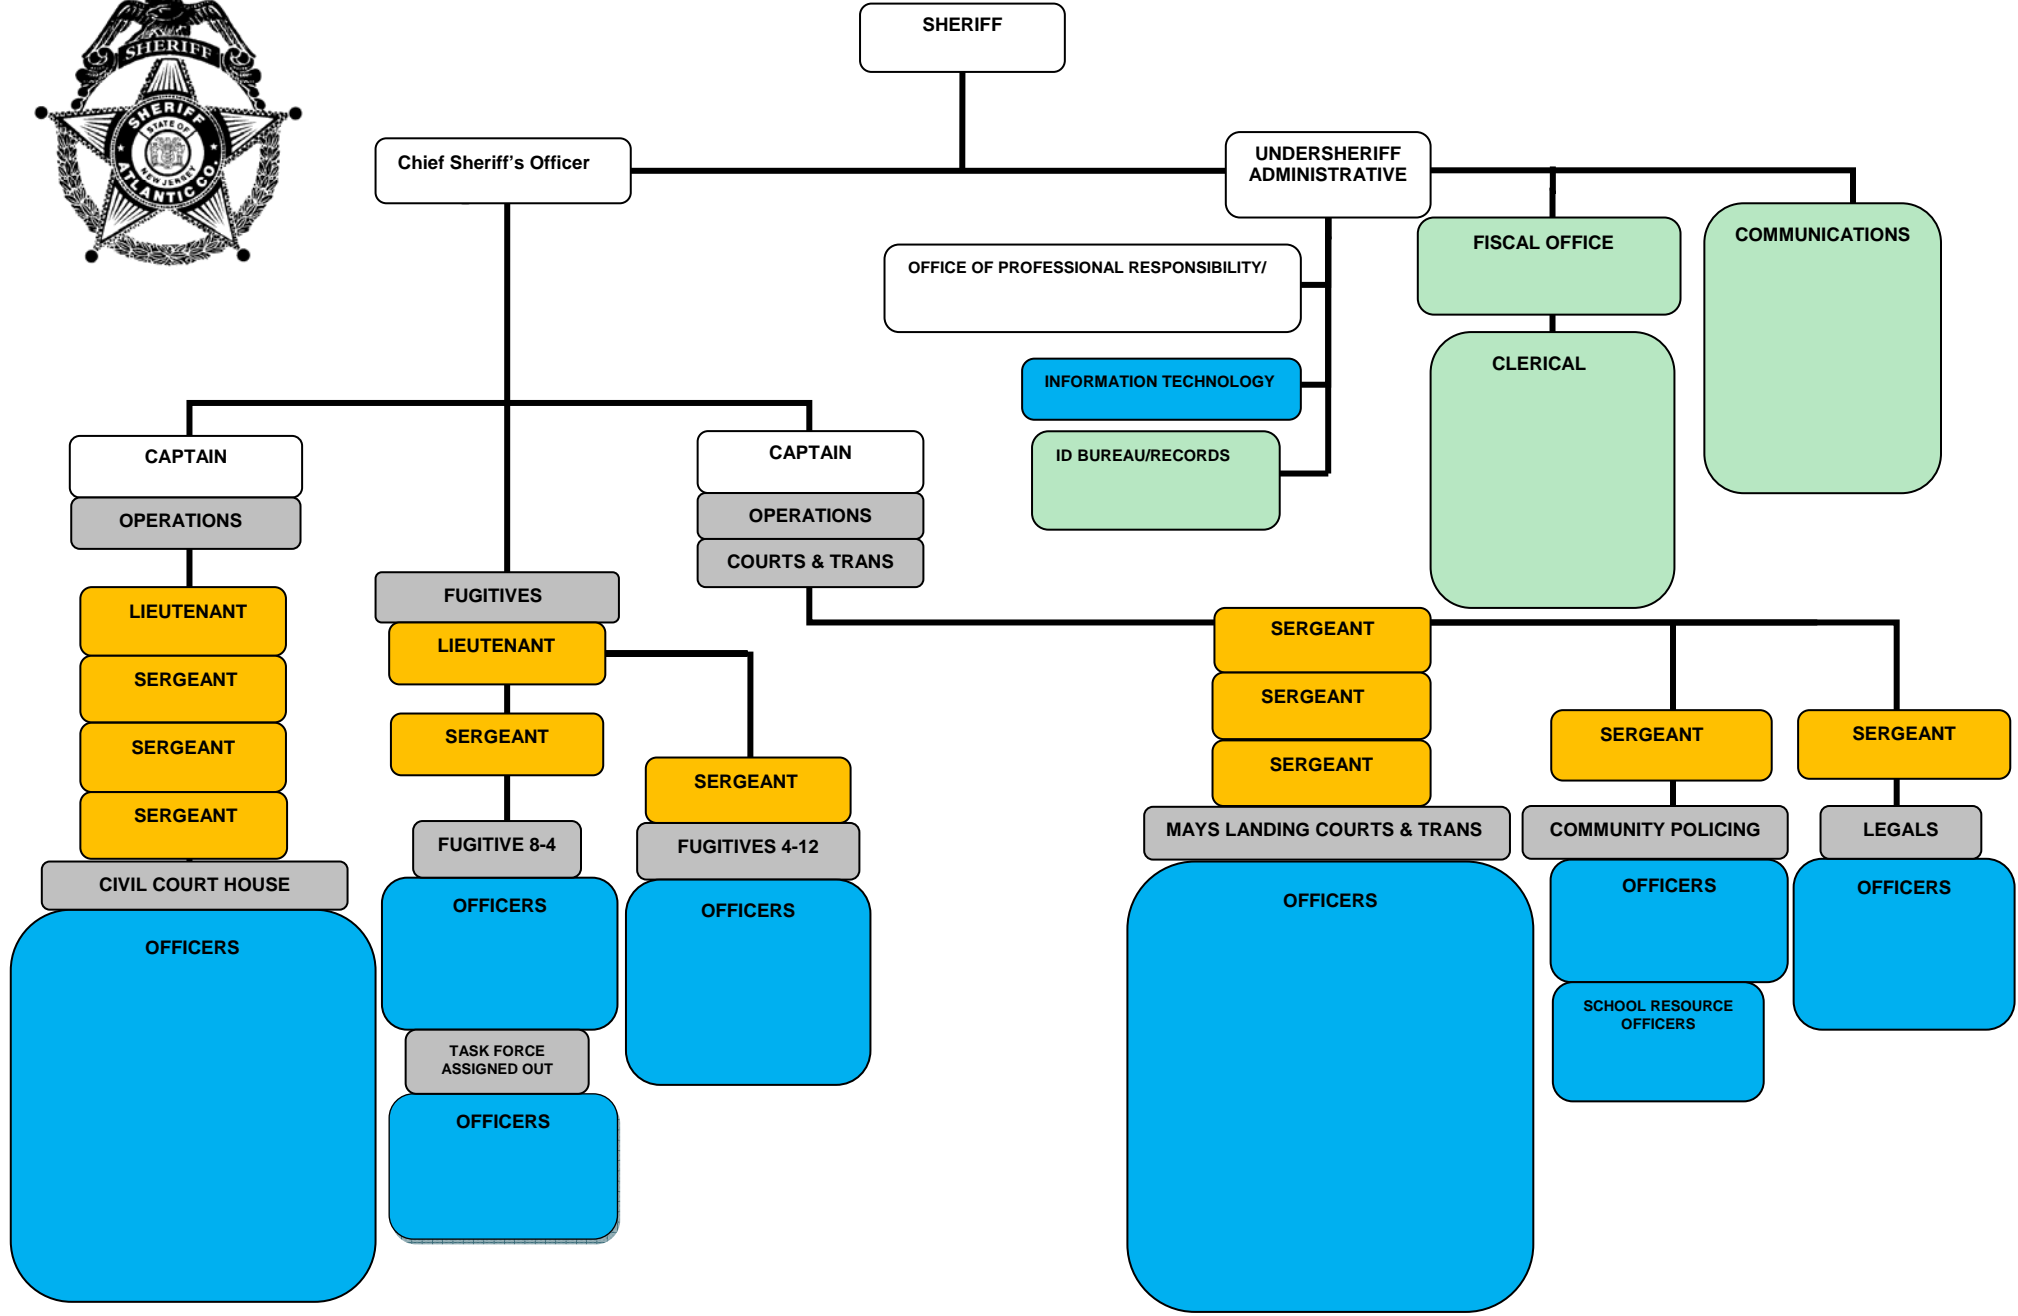 SHERIFF
SHERIFF
STATE OF
NEW JERSEY
ATLANTIC CO.
SHERIFF
Chief Sheriff's Officer
UNDERSHERIFF
ADMINISTRATIVE
OFFICE OF PROFESSIONAL RESPONSIBILITY/
FISCAL OFFICE
COMMUNICATIONS
INFORMATION TECHNOLOGY
CLERICAL
ID BUREAU/RECORDS
CAPTAIN
OPERATIONS
LIEUTENANT
SERGEANT
SERGEANT
SERGEANT
CIVIL COURT HOUSE
OFFICERS
FUGITIVES
LIEUTENANT
SERGEANT
FUGITIVE 8-4
OFFICERS
TASK FORCE
ASSIGNED OUT
OFFICERS
SERGEANT
FUGITIVES 4-12
OFFICERS
CAPTAIN
OPERATIONS
COURTS & TRANS
SERGEANT
SERGEANT
SERGEANT
MAYS LANDING COURTS & TRANS
OFFICERS
SERGEANT
COMMUNITY POLICING
OFFICERS
SCHOOL RESOURCE
OFFICERS
SERGEANT
LEGALS
OFFICERS